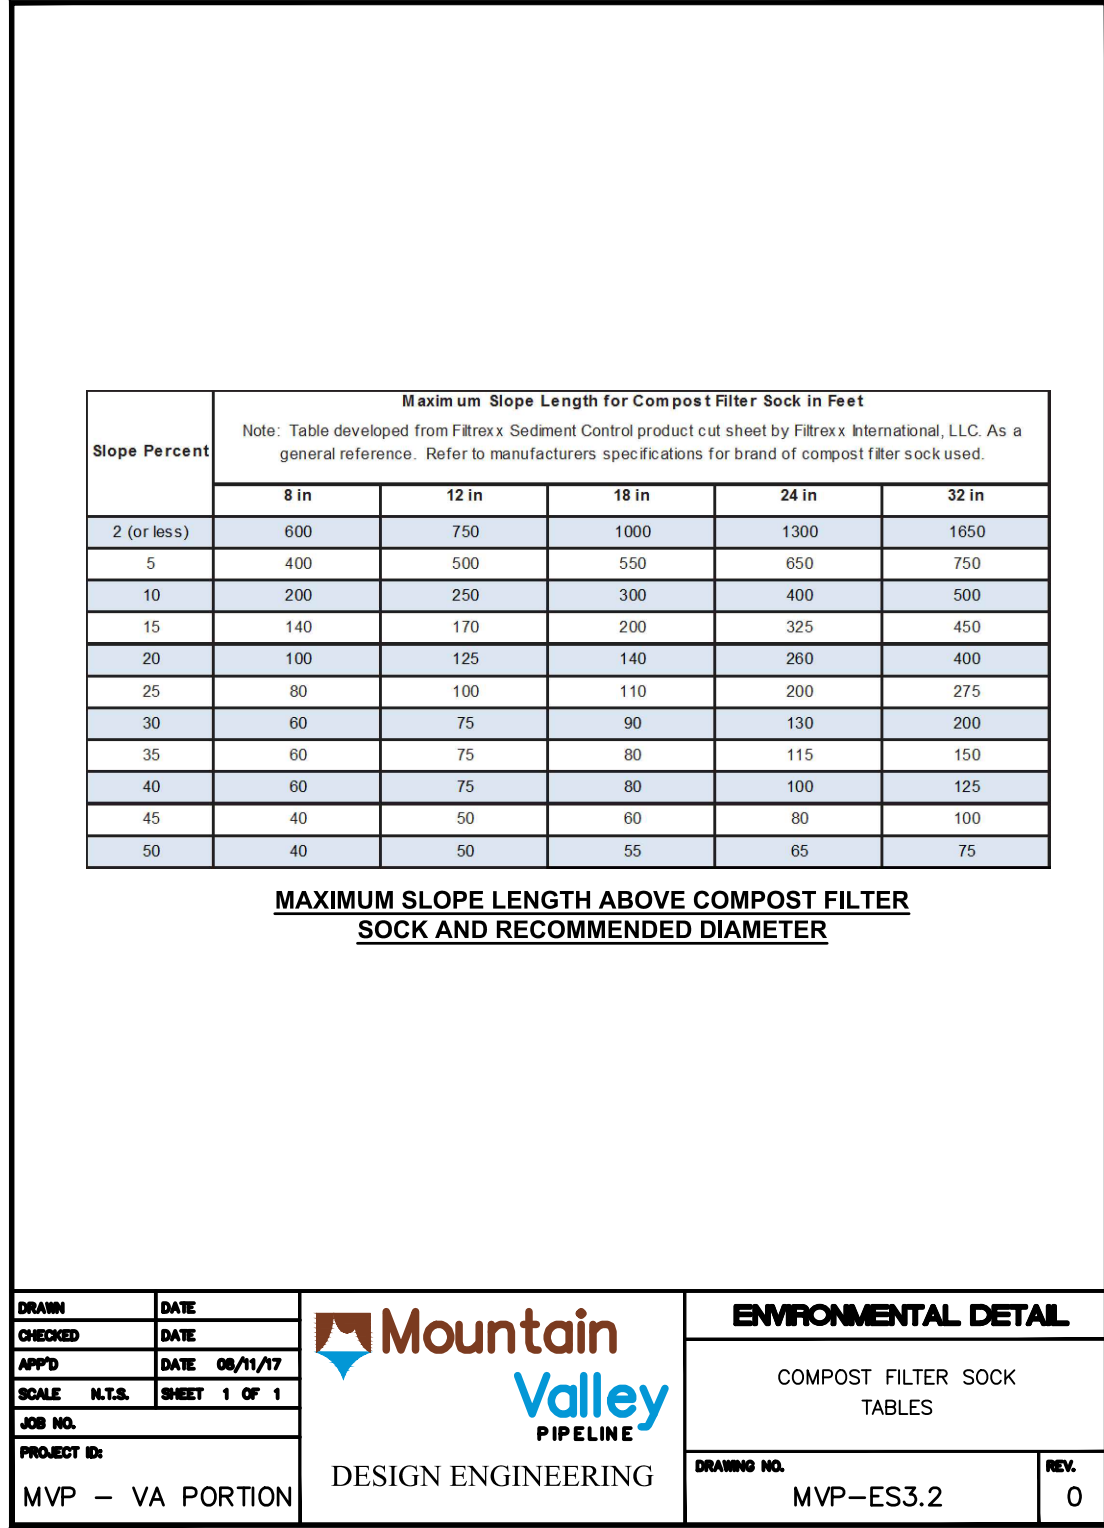 Maximum Slope Length for Compost Filter Sock in Feet
Note: Table developed from Filtrexx Sediment Control product cut sheet by Filtrexx International, LLC. As a
general reference. Refer to manufacturers specifications for brand of compost filter sock used.
Slope Percent
8 in 12 in 18 in 24 in 32 in
2 (or less) 600 750 1000 1300 1650
5 400 500 550 650 750
10 200 250 300 400 500
15 140 170 200 325 450
20 100 125 140 260 400
25 80 100 110 200 275
30 60 75 90 130 200
35 60 75 80 115 150
40 60 75 80 100 125
45 40 50 60 80 100
50 40 50 55 65 75
MAXIMUM SLOPE LENGTH ABOVE COMPOST FILTER
SOCK AND RECOMMENDED DIAMETER
DRAWN DATE
CHECKED DATE
APP'D DATE 08/11/17
SCALE N.T.S. SHEET 1 OF 1
JOB NO.
PROJECT ID:
MVP – VA PORTION
Mountain
Valley
PIPELINE
DESIGN ENGINEERING
ENVIRONMENTAL DETAIL
COMPOST FILTER SOCK
TABLES
DRAWING NO.
MVP–ES3.2
REV.
0